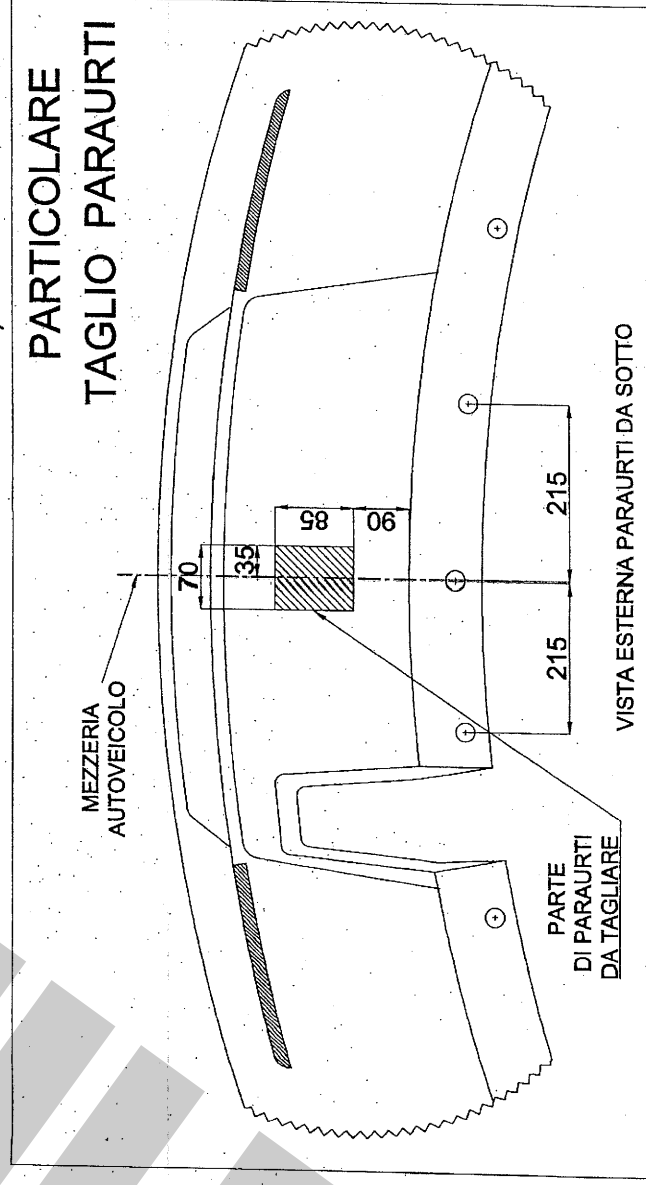 PARTICOLARE
TAGLIO PARAURTI
MEZZERIA
AUTOVEICOLO
70
35
85
90
215
215
PARTE
DI PARAURTI
DA TAGLIARE
VISTA ESTERNA PARAURTI DA SOTTO